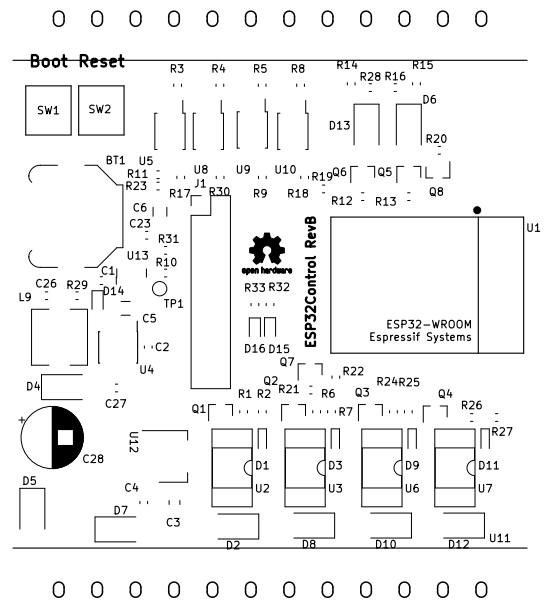 Boot Reset
R3 R4 R5 R8 R14 R28 R16 R15
SW1 SW2 D13 D6
R20
BT1 U5 U8 U9 U10 Q6 Q5
R11
R23 R17 J1 R30 R9 R18 R19 R12 R13 Q8
C6
C23
R31
U13
U1
open hardware
ESP32Control RevB
R10
C1
C26 R29 D14 TP1
R33 R32
L9
C5
ESP32-WROOM
Espressif Systems
C2
D16 D15
U4
Q7
Q2 R22
D4
R21
C27
R1 R2 R6 R24 R25
Q1 R7 Q3 Q4
R26
R27
+
U12
C28
D1 D3 D9 D11
D5
C4
U2 U3 U6 U7
D7
C3
D2 D8 D10 D12 U11